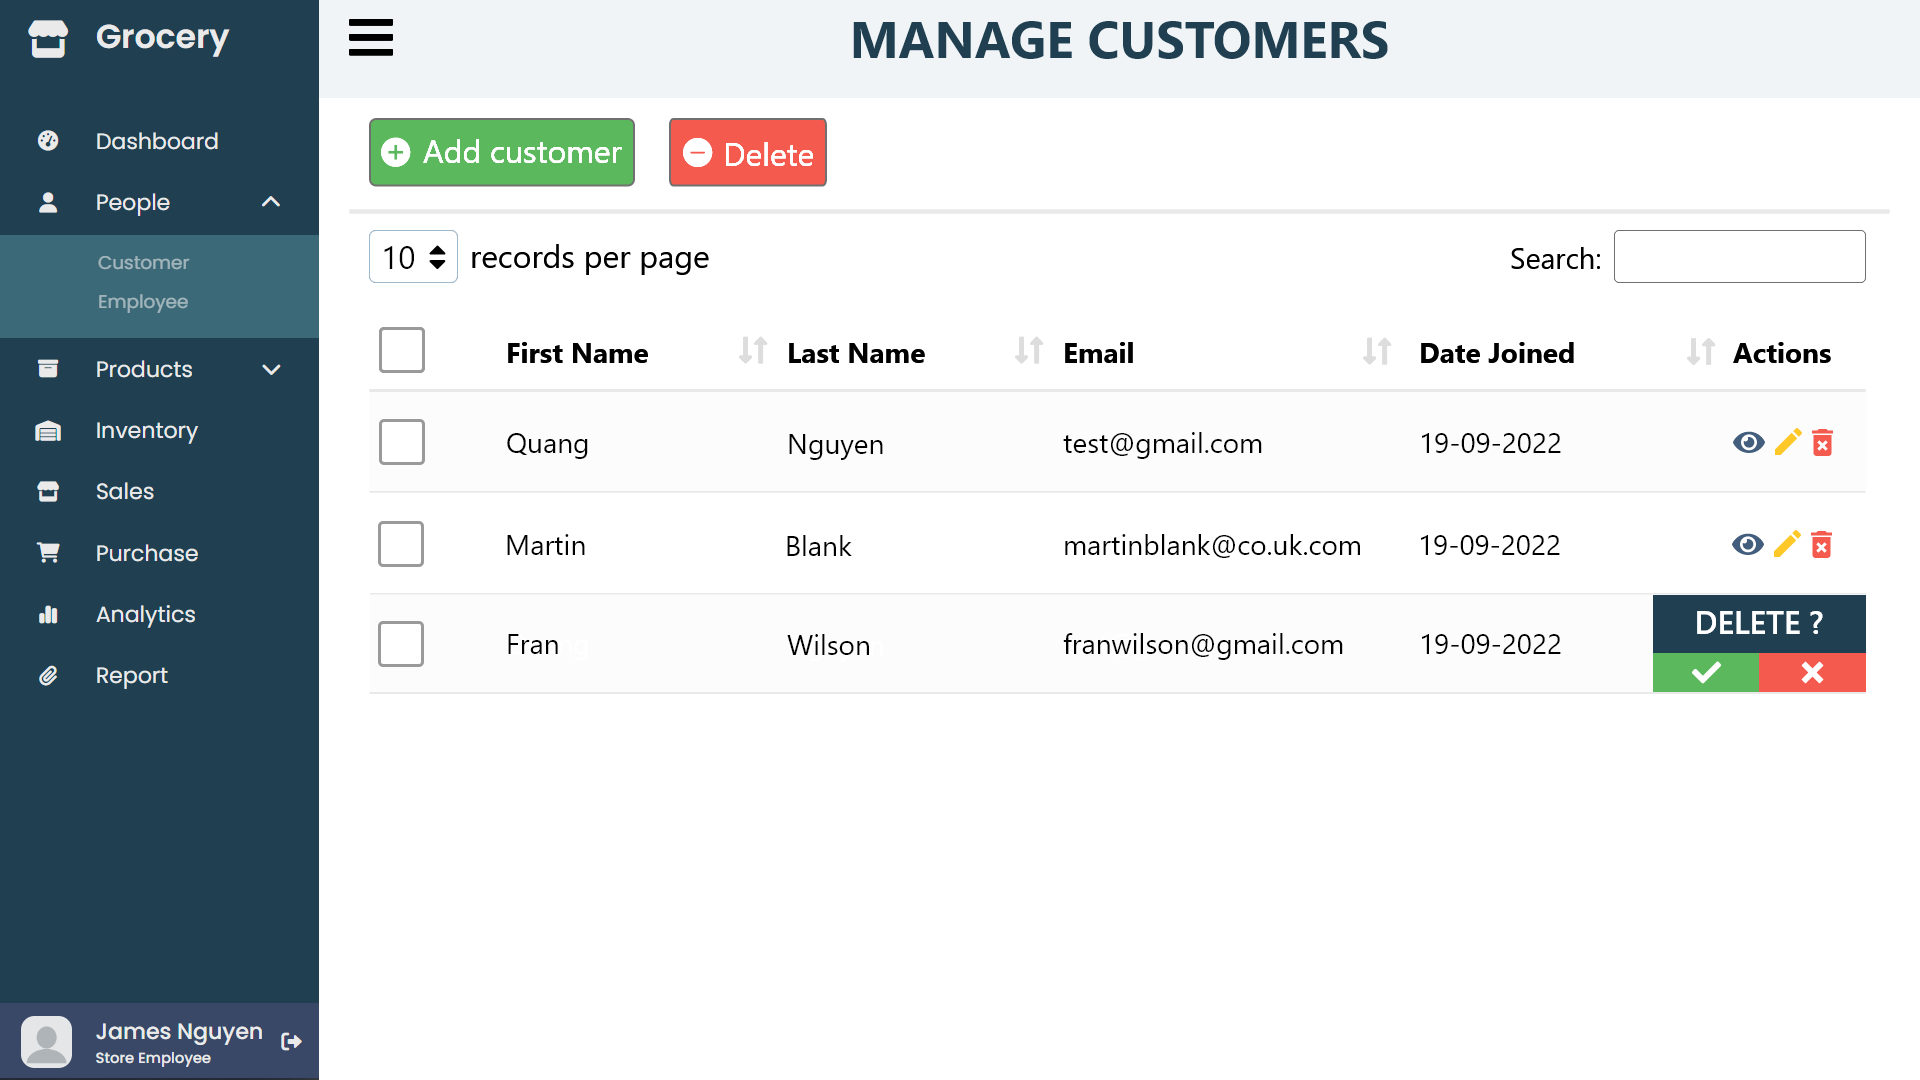 Grocery
MANAGE CUSTOMERS
Dashboard
People
Customer
Employee
Products
Inventory
Sales
Purchase
Analytics
Report
James Nguyen
Store Employee
Add customer
Delete
10 records per page
Search:
First Name Last Name Email Date Joined Actions
Quang Nguyen test@gmail.com 19-09-2022
Martin Blank martinblank@co.uk.com 19-09-2022
Fran Wilson franwilson@gmail.com 19-09-2022
DELETE ?